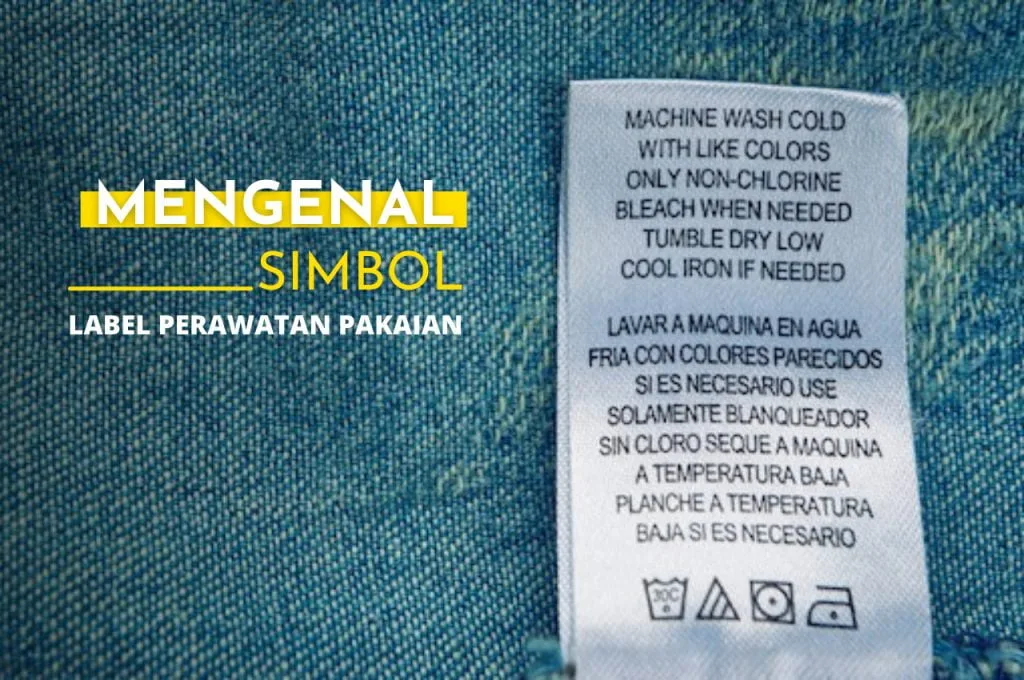 MENGENAL
SIMBOL
LABEL PERAWATAN PAKAIAN
MACHINE WASH COLD
WITH LIKE COLORS
ONLY NON-CHLORINE
BLEACH WHEN NEEDED
TUMBLE DRY LOW
COOL IRON IF NEEDED
LAVAR A MAQUINA EN AGUA
FRIA CON COLORES PARECIDOS
SI ES NECESARIO USE
SOLAMENTE BLANQUEADOR
SIN CLORO SEQUE A MAQUINA
A TEMPERATURA BAJA
PLANCHE A TEMPERATURA
BAJA SI ES NECESARIO
30C